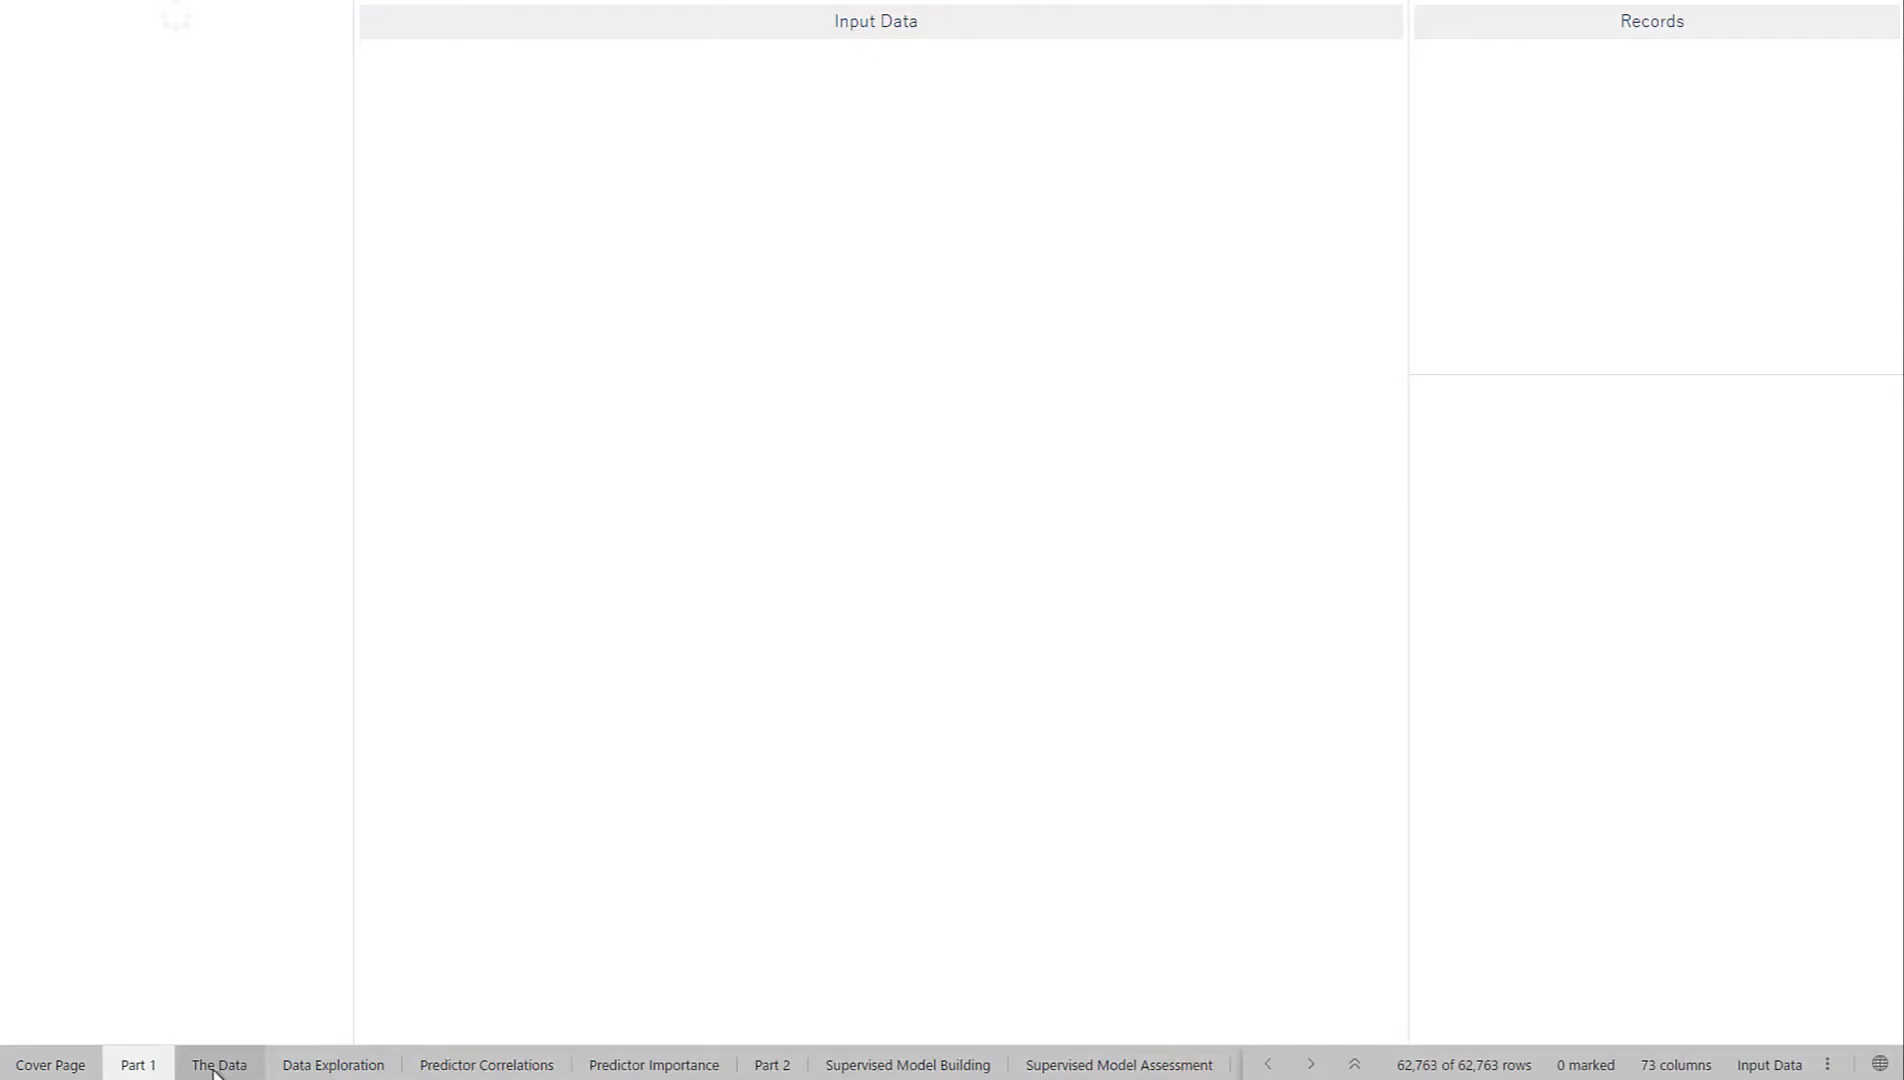 Input Data
Records
Cover Page
Part 1
The Data
Data Exploration
Predictor Correlations
Predictor Importance
Part 2
Supervised Model Building
Supervised Model Assessment
62,763 of 62,763 rows
0 marked
73 columns
Input Data